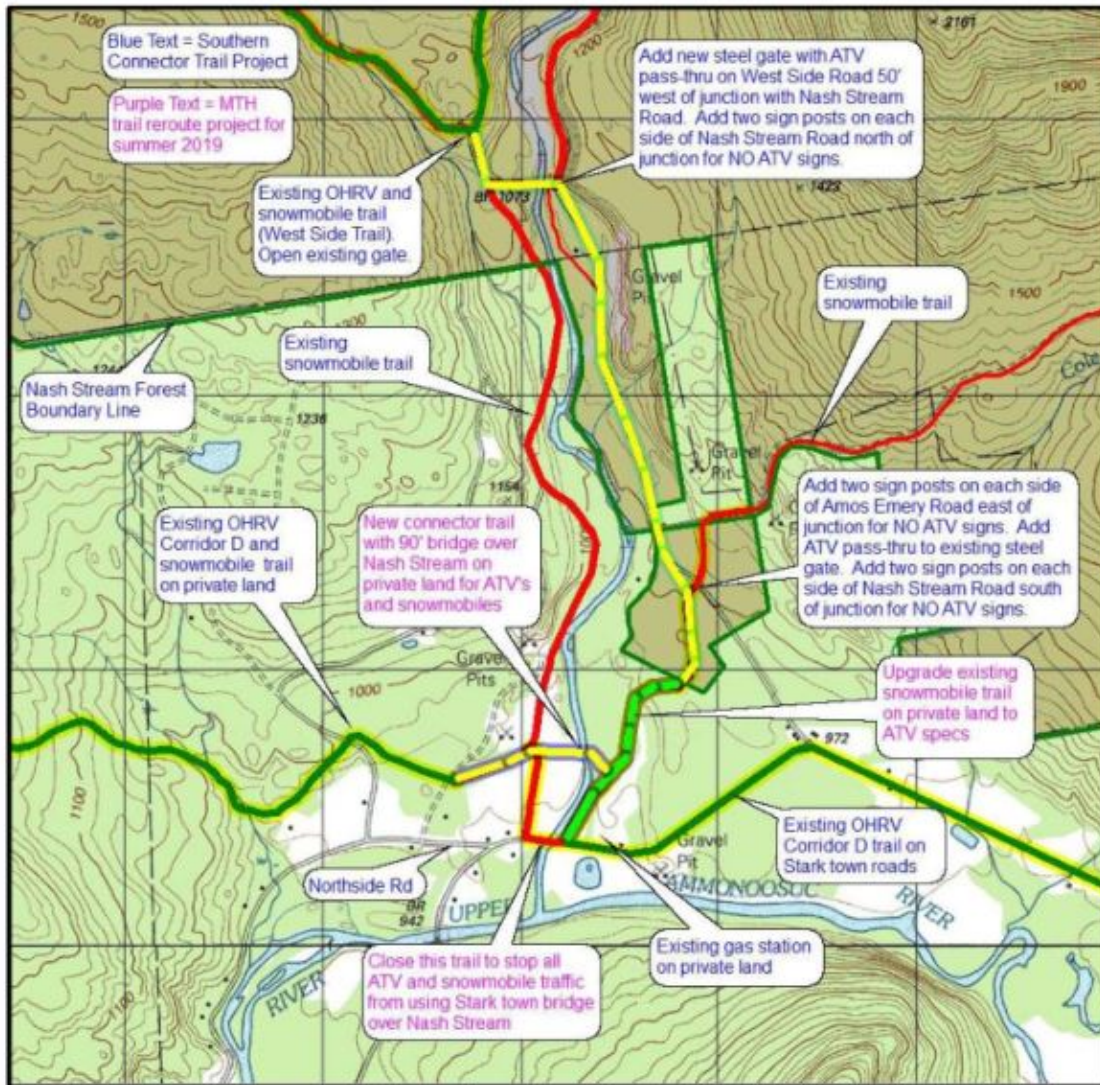 1500
1200
2161
Blue Text = Southern
Connector Trail Project
Purple Text = MTH
trail reroute project for
summer 2019
Add new steel gate with ATV
pass-thru on West Side Road 50'
west of junction with Nash Stream
Road. Add two sign posts on each
side of Nash Stream Road north of
junction for NO ATV signs.
1900
Existing OHRV and
snowmobile trail
(West Side Trail).
Open existing gate.
1073
1423
Gravel
Pit
Existing
snowmobile trail
1500
Existing
snowmobile trail
Nash Stream Forest
Boundary Line
1236
Gravel
Pit
1154
Existing OHRV
Corridor D and
snowmobile trail
on private land
New connector trail
with 90' bridge over
Nash Stream on
private land for ATV's
and snowmobiles
Add two sign posts on each side
of Amos Emery Road east of
junction for NO ATV signs. Add
ATV pass-thru to existing steel
gate. Add two sign posts on each
side of Nash Stream Road south
of junction for NO ATV signs.
Gravel
Pits
1000
Upgrade existing
snowmobile trail
on private land to
ATV specs
972
1100
Existing OHRV
Corridor D trail on
Stark town roads
Gravel
Pit
Northside Rd
BR
942
UPPER
AMMONOOSUC
RIVER
Existing gas station
on private land
Close this trail to stop all
ATV and snowmobile traffic
from using Stark town bridge
over Nash Stream
RIVER
1100